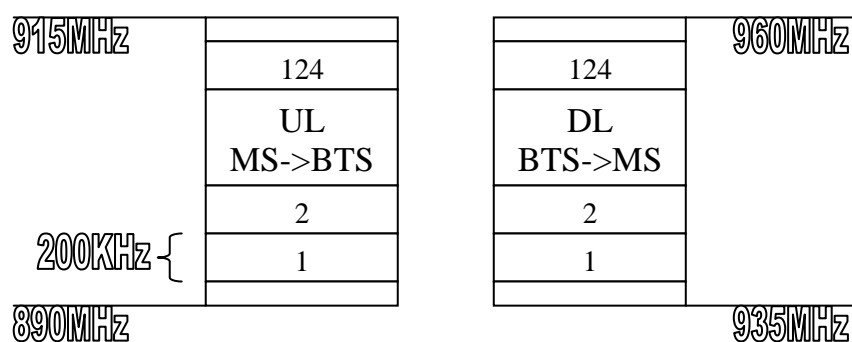 915MHz
960MHz
124
124
UL
MS->BTS
DL
BTS->MS
2
2
200KHz
1
1
890MHz
935MHz